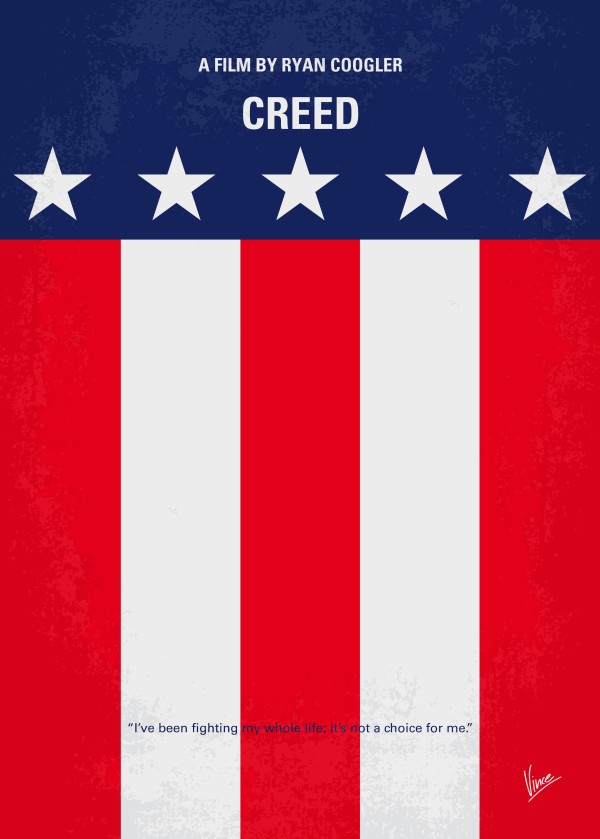 A FILM BY RYAN COOGLER
CREED
“I’ve been fighting my whole life; it’s not a choice for me.”
Vince